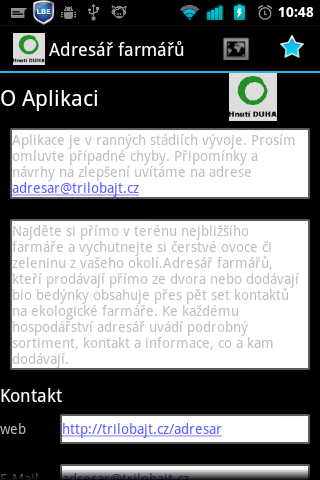 LBE
10:48
Hnutí DUHA
Adresář farmářů
O Aplikaci
Hnutí DUHA
Aplikace je v ranných stádiích vývoje. Prosím
omluvte případné chyby. Připomínky a
návrhy na zlepšení uvítáme na adrese
adresar@trilobajt.cz
Najděte si přímo v terénu nejbližšího
farmáře a vychutnejte si čerstvé ovoce či
zeleninu z vašeho okolí.Adresář farmářů,
kteří prodávají přímo ze dvora nebo dodávají
bio bedýnky obsahuje přes pět set kontaktů
na ekologické farmáře. Ke každému
hospodářství adresář uvádí podrobný
sortiment, kontakt a informace, co a kam
dodávají.
Kontakt
web
http://trilobajt.cz/adresar
E-Mail
adresar@trilobajt.cz